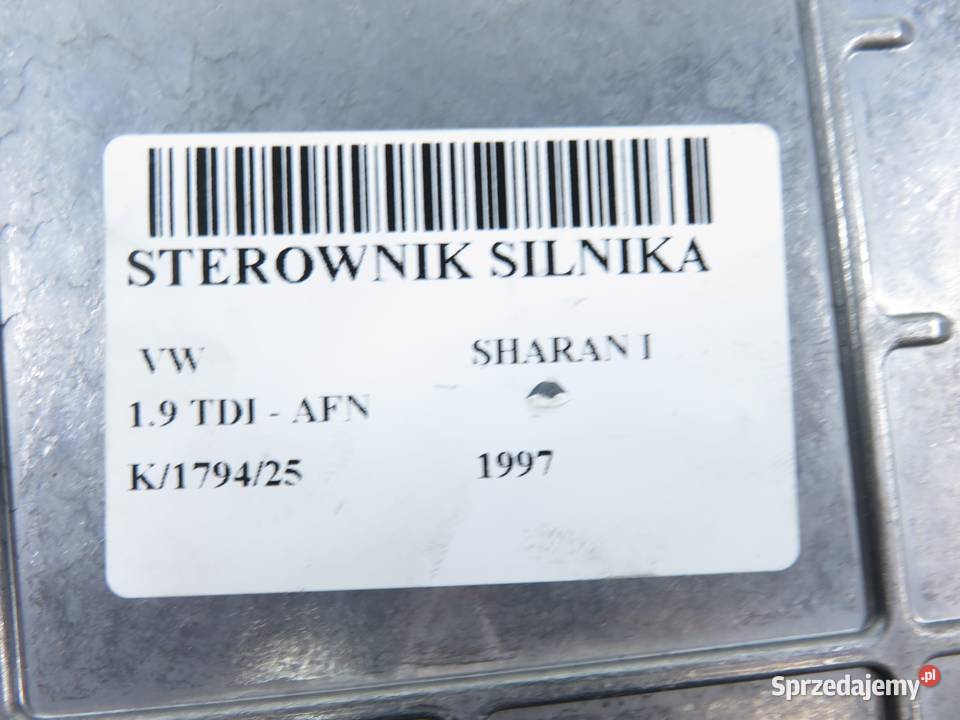 STEROWNIK SILNIKA
VW SHARAN I
1.9 TDI - AFN
K/1794/25 1997
Sprzedajemy.pl